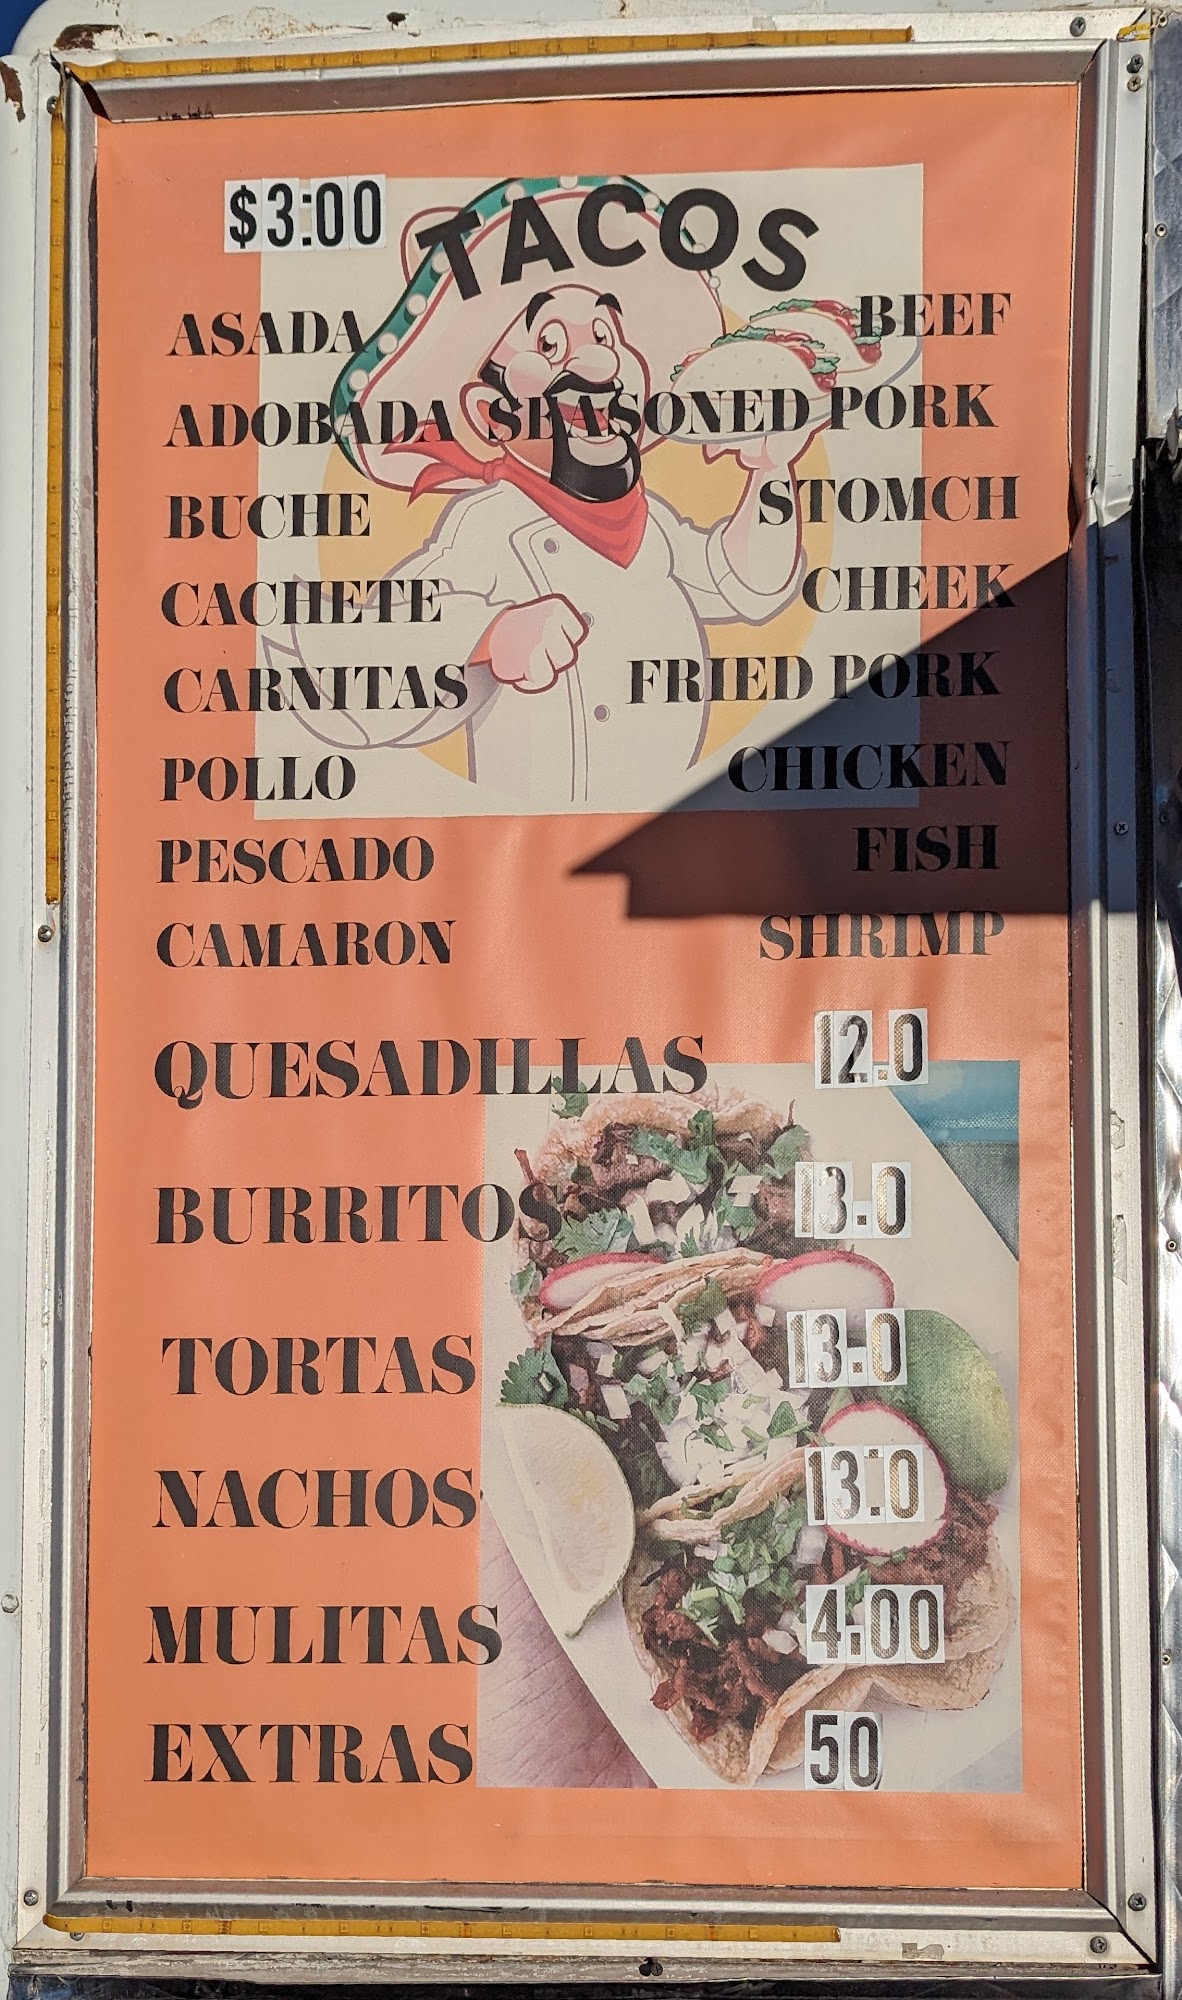 $3:00 TACOS
ASADA BEEF
ADOBADA SEASONED PORK
BUCHE STOMCH
CACHETE CHEEK
CARNITAS FRIED PORK
POLLO CHICKEN
PESCADO FISH
CAMARON SHRIMP
QUESADILLAS 12.0
BURRITOS 13.0
TORTAS 13.0
NACHOS 13:0
MULITAS 4.00
EXTRAS 50